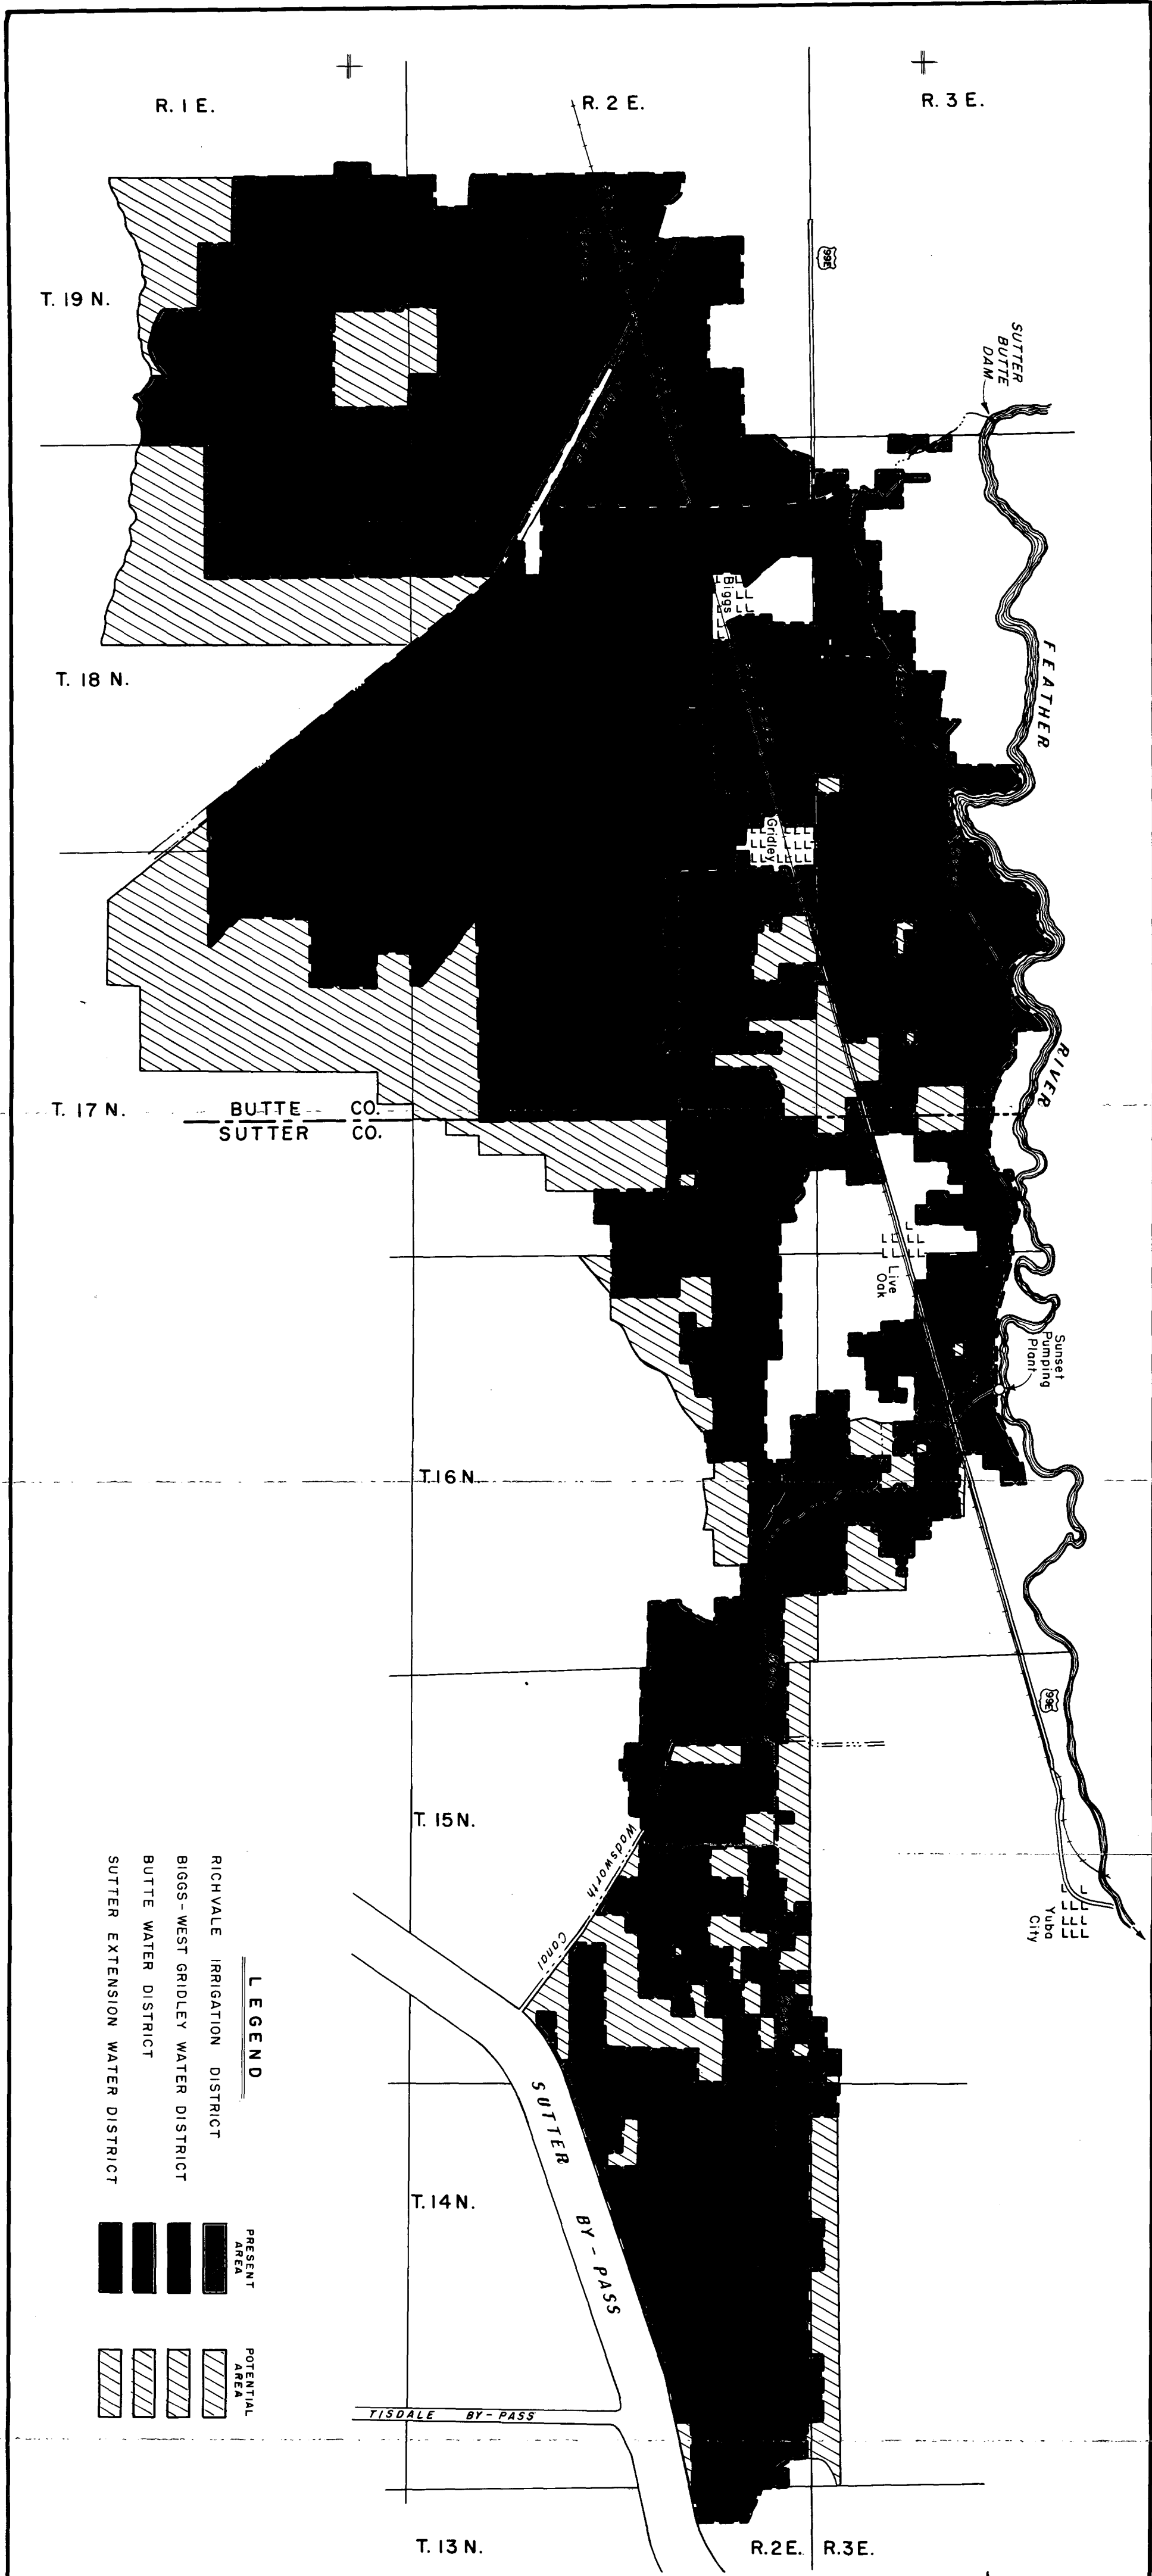 R. 1 E.
R. 2 E.
R. 3 E.
99E
T. 19 N.
SUTTER
BUTTE
DAM
Biggs
FEATHER
T. 18 N.
Gridley
RIVER
T. 17 N.
BUTTE CO.
SUTTER CO.
Live
Oak
Sunset
Pumping
Plant
T. 16 N.
99E
T. 15 N.
Wadsworth
Canal
Yuba
City
LEGEND
PRESENT
AREA
POTENTIAL
AREA
RICHVALE IRRIGATION DISTRICT
BIGGS-WEST GRIDLEY WATER DISTRICT
BUTTE WATER DISTRICT
SUTTER EXTENSION WATER DISTRICT
SUTTER BY-PASS
T. 14 N.
TISDALE BY-PASS
T. 13 N.
R. 2 E.
R. 3 E.